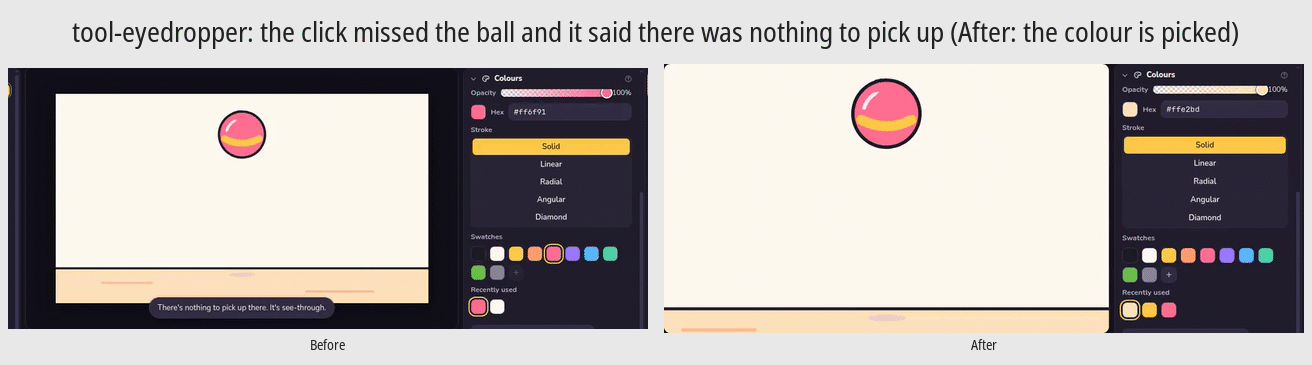 tool-eyedropper: the click missed the ball and it said there was nothing to pick up (After: the colour is picked)
Colours
Opacity 100%
Hex #ff6f91
Stroke
Solid
Linear
Radial
Angular
Diamond
Swatches
+
Recently used
There's nothing to pick up there. It's see-through.
Before
Colours
Opacity 100%
Hex #ffe2bd
Stroke
Solid
Linear
Radial
Angular
Diamond
Swatches
+
Recently used
After